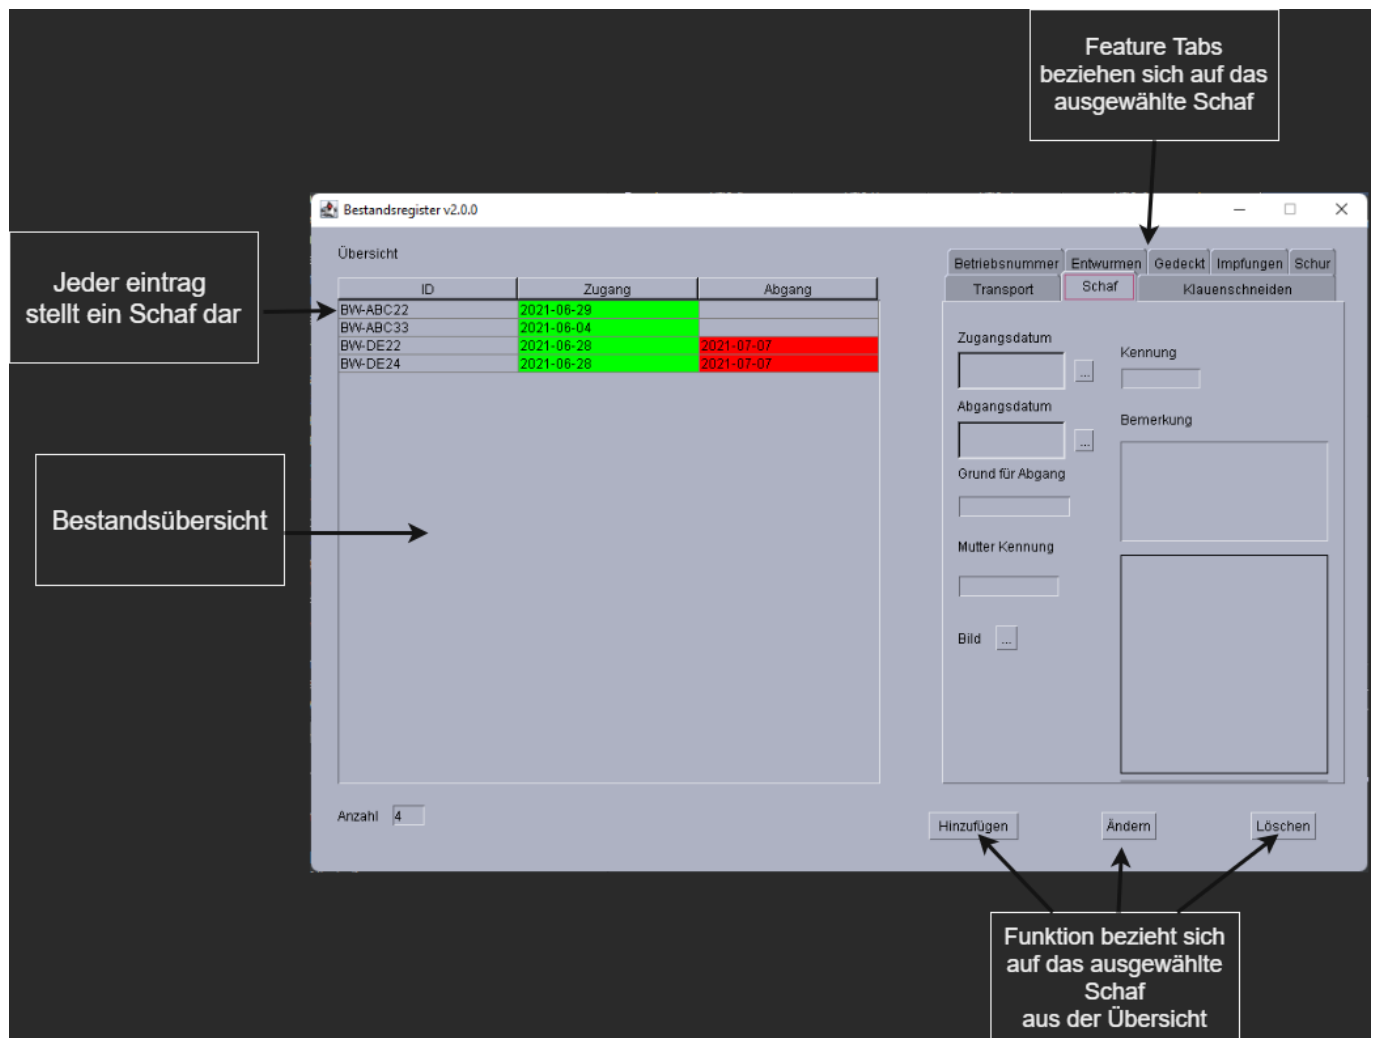 Feature Tabs
beziehen sich auf das
ausgewählte Schaf
Bestandsregister v2.0.0
Jeder eintrag
stellt ein Schaf dar
Übersicht
ID Zugang Abgang
BW-ABC22 2021-06-29
BW-ABC33 2021-06-04
BW-DE22 2021-06-28 2021-07-07
BW-DE24 2021-06-28 2021-07-07
Bestandsübersicht
Anzahl 4
Betriebsnummer Entwurmen Gedeckt Impfungen Schur
Transport Schaf Klauenschneiden
Zugangsdatum
...
Kennung
Abgangsdatum
...
Bemerkung
Grund für Abgang
Mutter Kennung
Bild ...
Hinzufügen Ändern Löschen
Funktion bezieht sich
auf das ausgewählte
Schaf
aus der Übersicht